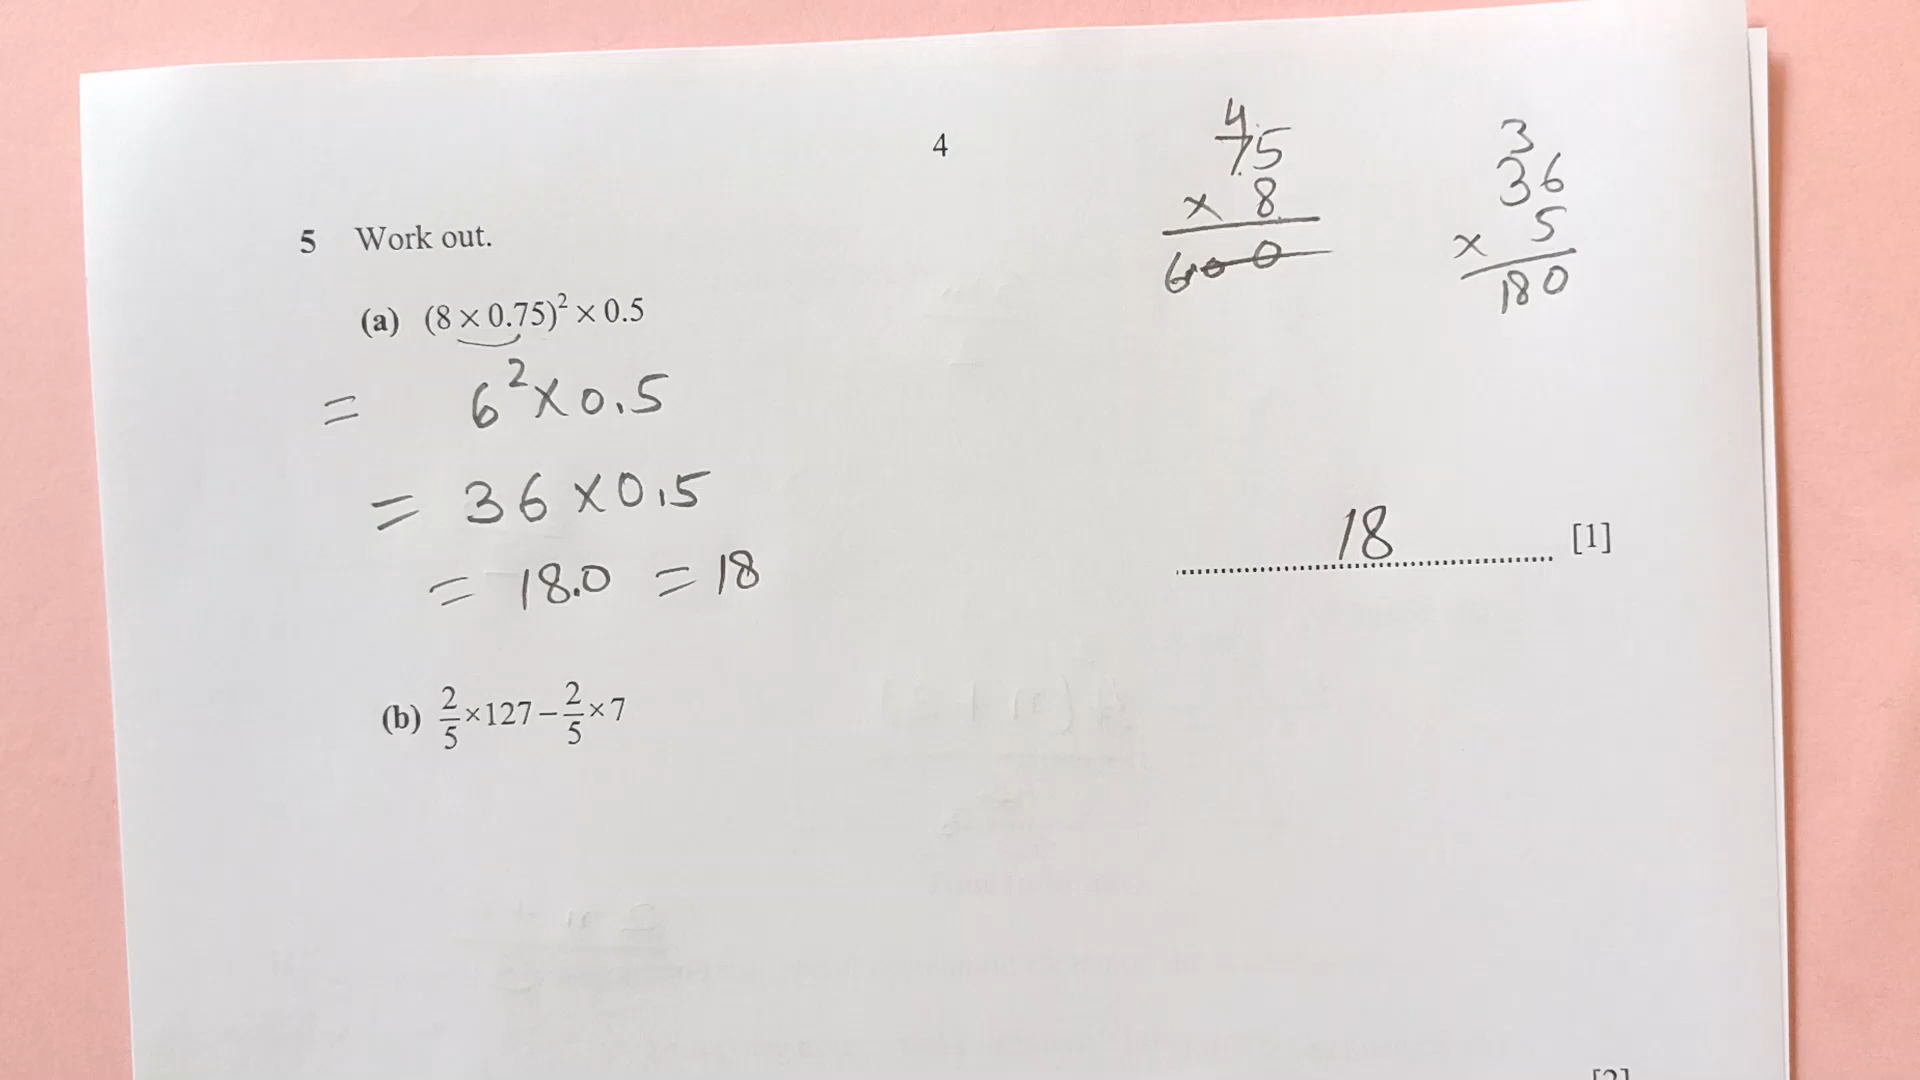 4
4
75
× 8
600
3
36
× 5
180
5 Work out.
(a) (8 × 0.75)² × 0.5
= 6² × 0.5
= 36 × 0.5
= 18.0 = 18
18 [1]
(b) 2/5 × 127 − 2/5 × 7
[2]